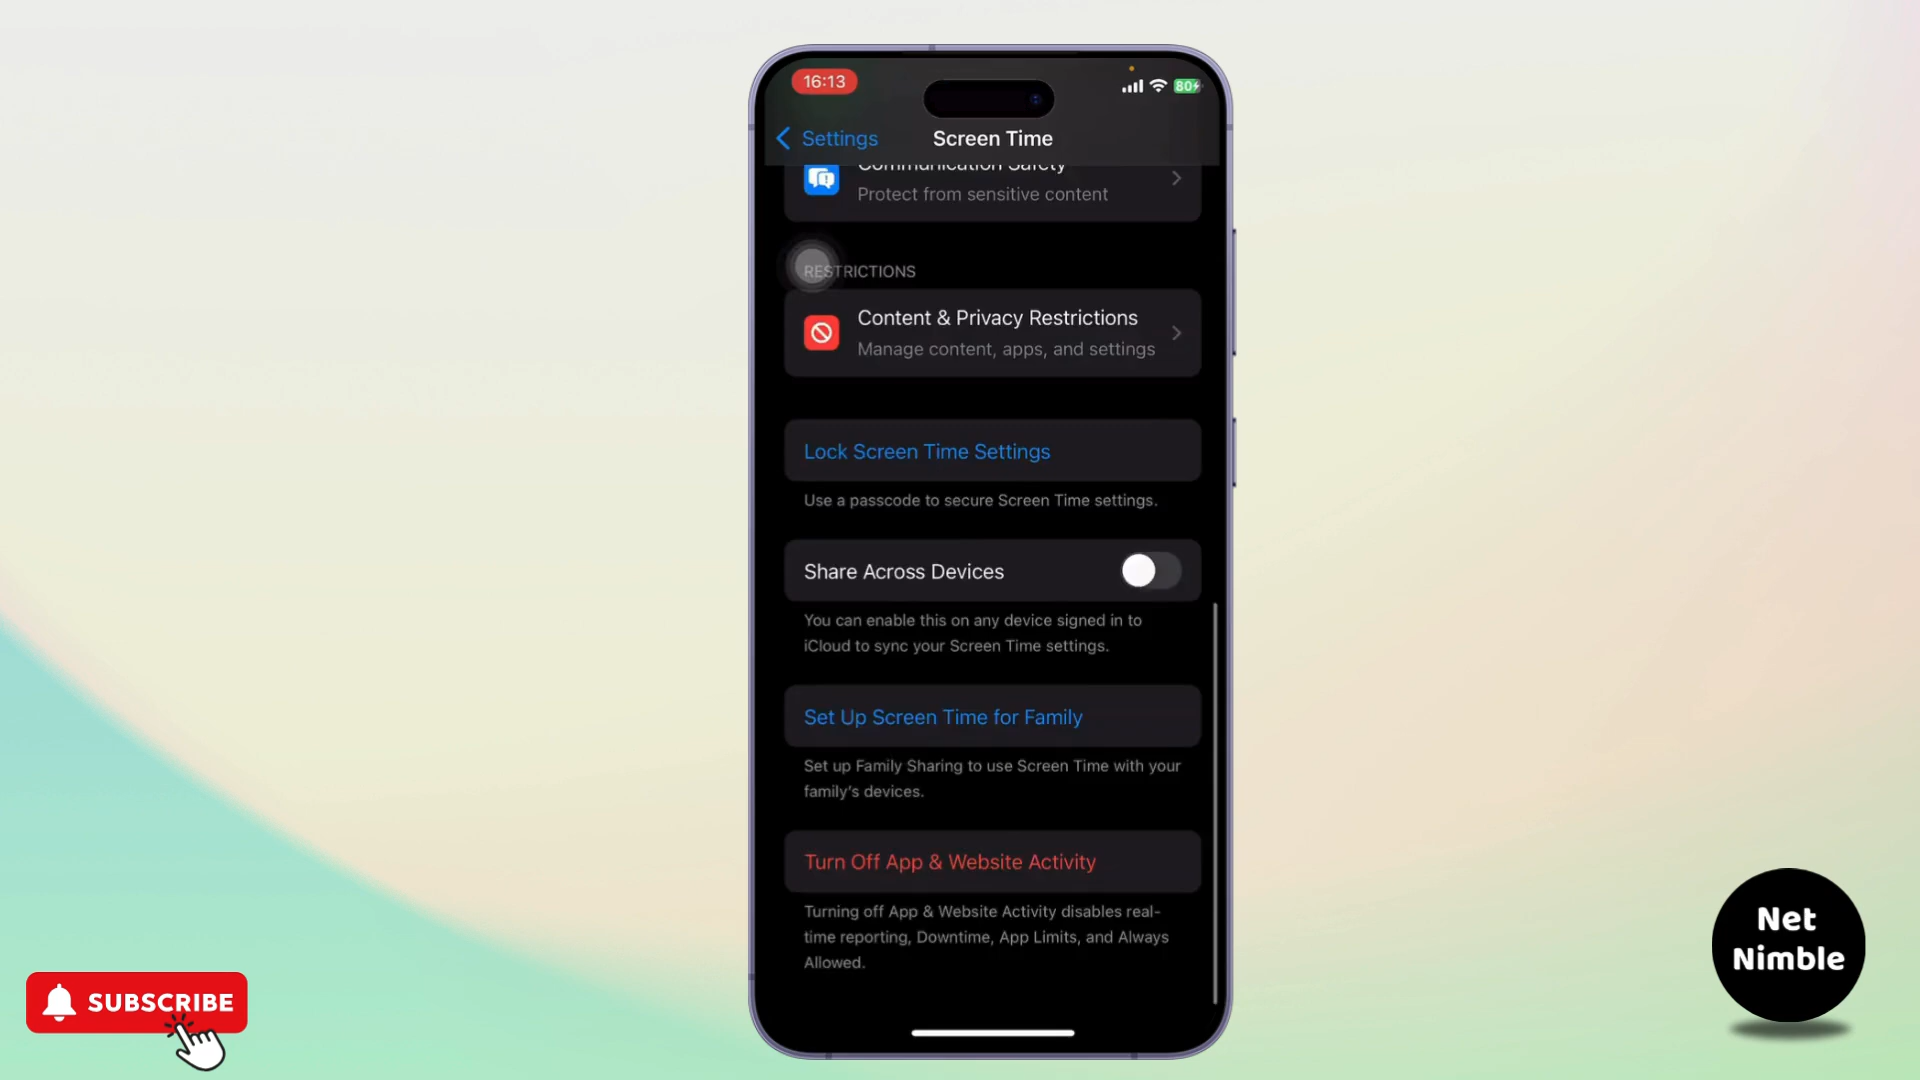 16:13
80
Settings
Screen Time
Communication Safety
Protect from sensitive content
RESTRICTIONS
Content & Privacy Restrictions
Manage content, apps, and settings
Lock Screen Time Settings
Use a passcode to secure Screen Time settings.
Share Across Devices
You can enable this on any device signed in to
iCloud to sync your Screen Time settings.
Set Up Screen Time for Family
Set up Family Sharing to use Screen Time with your
family's devices.
Turn Off App & Website Activity
Turning off App & Website Activity disables real-
time reporting, Downtime, App Limits, and Always
Allowed.
SUBSCRIBE
Net
Nimble